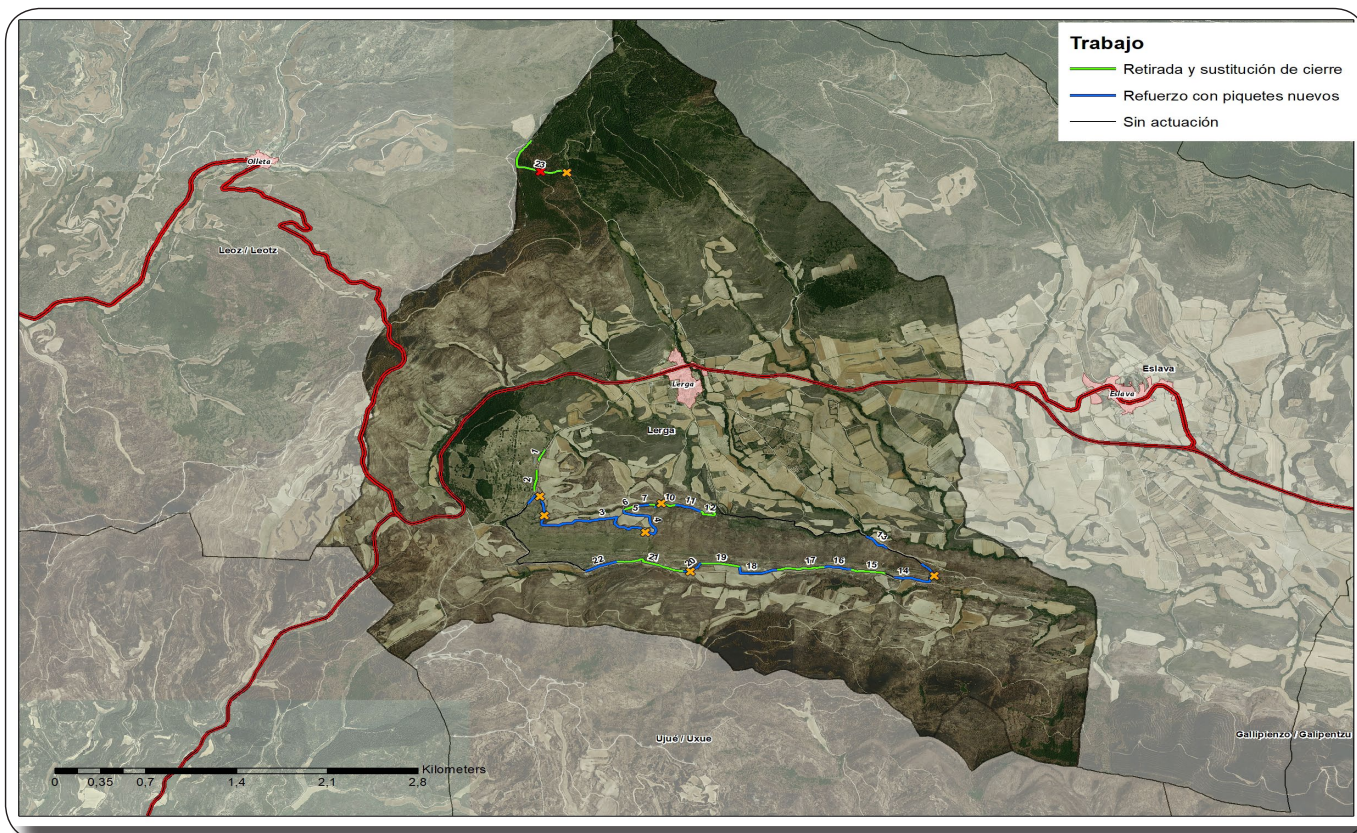 Trabajo
Retirada y sustitución de cierre
Refuerzo con piquetes nuevos
Sin actuación
Olleta
23
Leoz / Leotz
Eslava
Eslava
Lerga
Lerga
1
2
3
4
5
6
7
10
11
12
13
14
15
16
17
18
19
20
21
22
Ujué / Uxue
Gallipienzo / Galipentzu
Kilometers
0 0,35 0,7 1,4 2,1 2,8